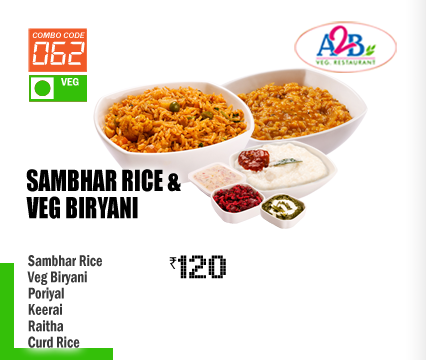 COMBO CODE
062
VEG
A2B
VEG. RESTAURANT
SAMBHAR RICE &
VEG BIRYANI
Sambhar Rice
Veg Biryani
Poriyal
Keerai
Raitha
Curd Rice
₹120